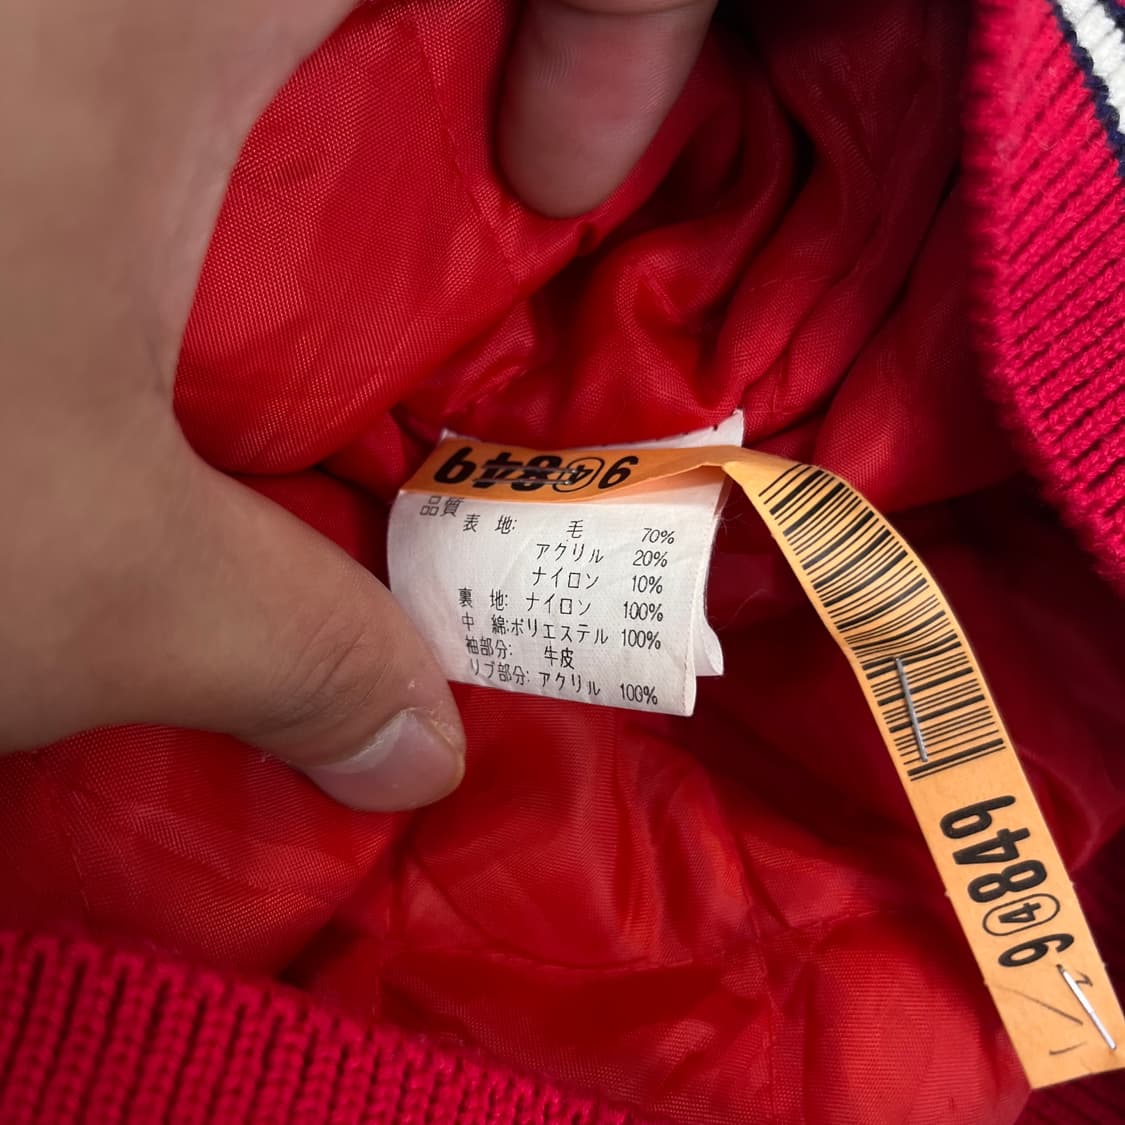 9④849
品質
表 地: 毛 70%
アクリル 20%
ナイロン 10%
裏 地: ナイロン 100%
中 綿:ポリエステル 100%
袖部分: 牛皮
リブ部分: アクリル 100%
9④849